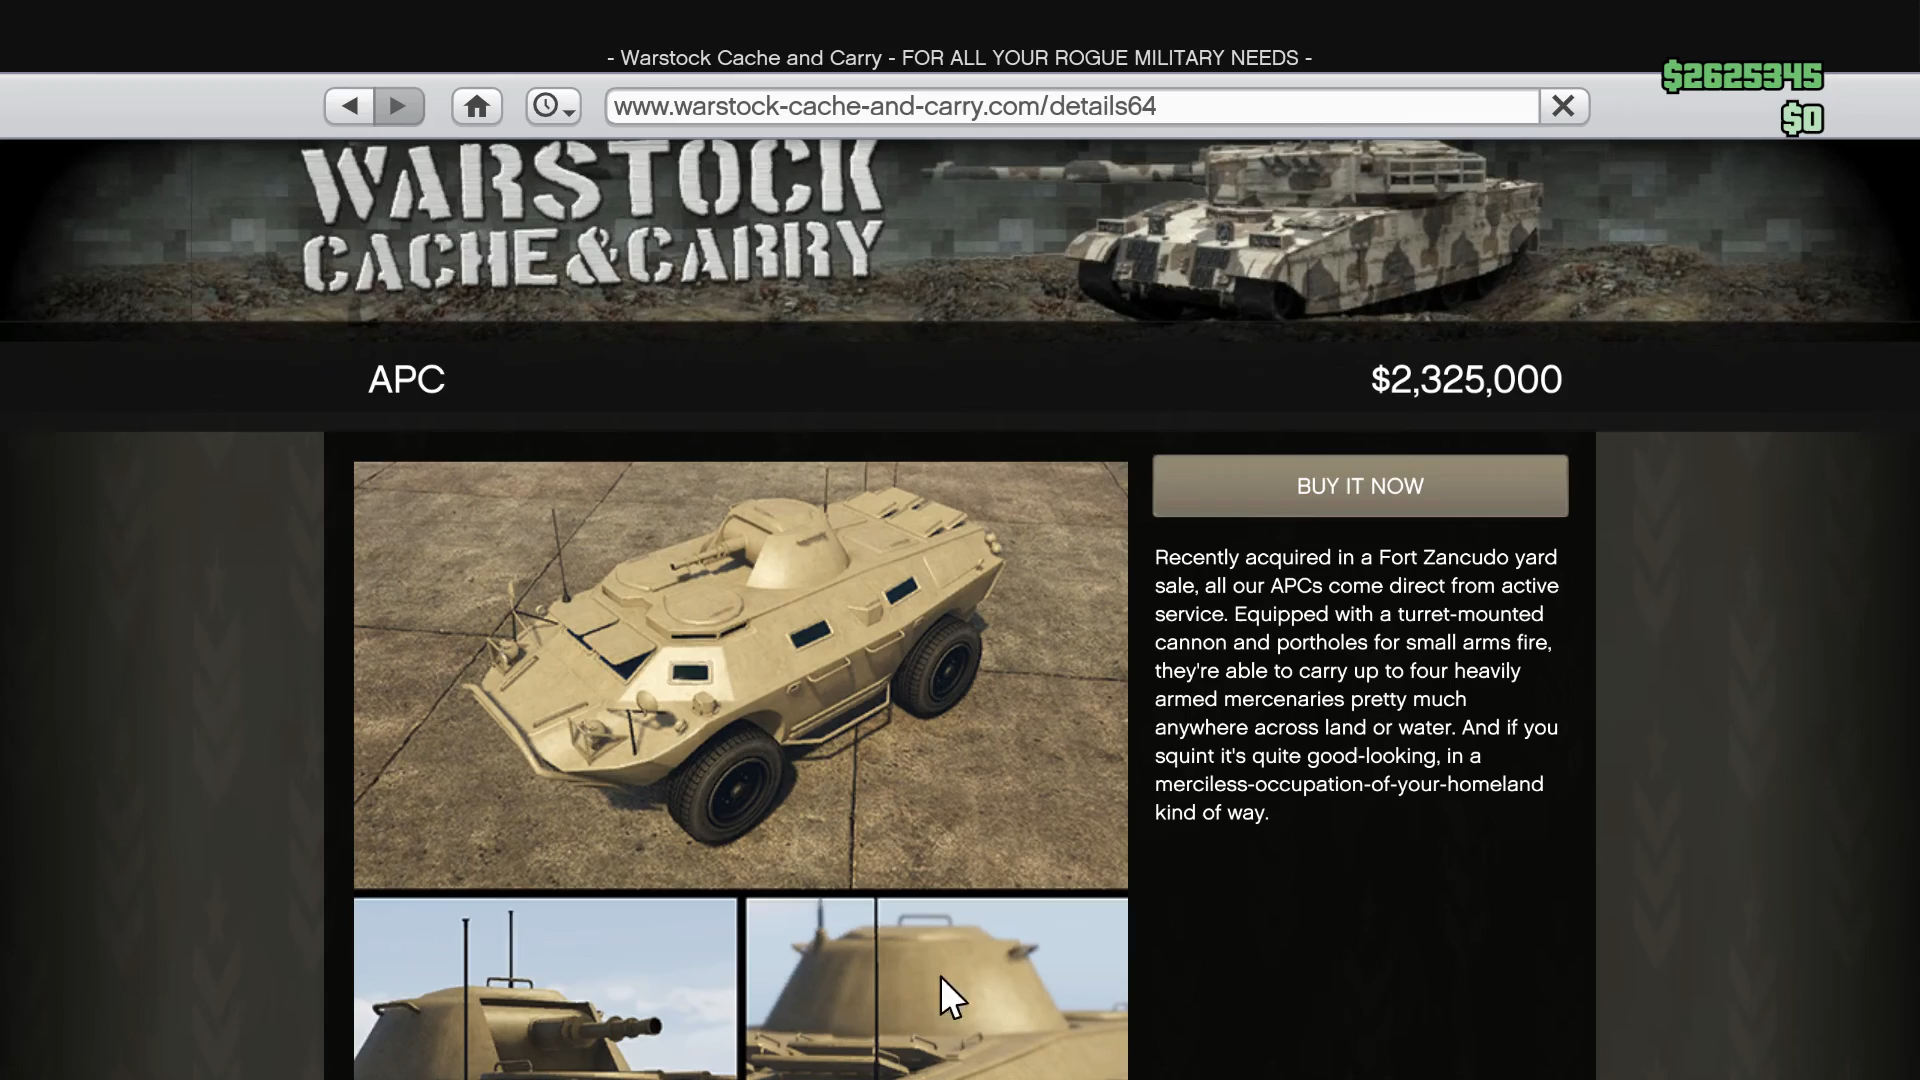 - Warstock Cache and Carry - FOR ALL YOUR ROGUE MILITARY NEEDS -
$2625345
www.warstock-cache-and-carry.com/details64
$0
WARSTOCK
CACHE&CARRY
APC
$2,325,000
BUY IT NOW
Recently acquired in a Fort Zancudo yard
sale, all our APCs come direct from active
service. Equipped with a turret-mounted
cannon and portholes for small arms fire,
they're able to carry up to four heavily
armed mercenaries pretty much
anywhere across land or water. And if you
squint it's quite good-looking, in a
merciless-occupation-of-your-homeland
kind of way.